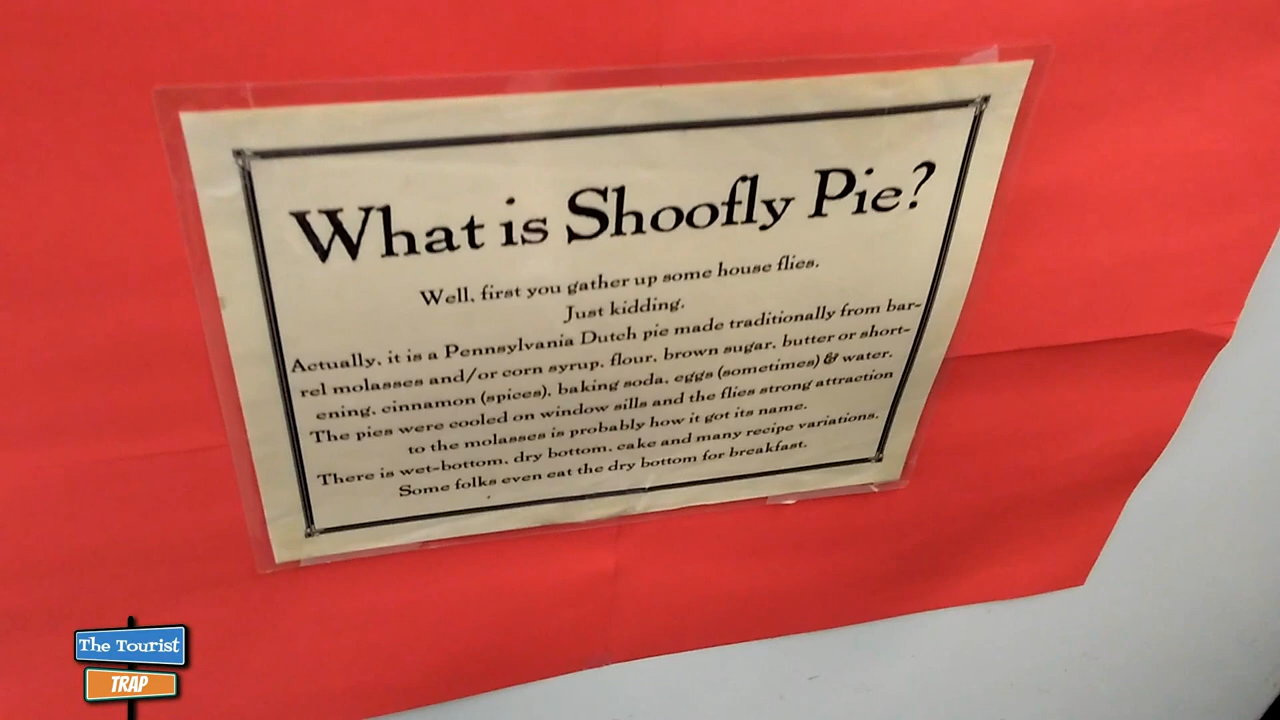 What is Shoofly Pie?
Well, first you gather up some house flies.
Just kidding.
Actually, it is a Pennsylvania Dutch pie made traditionally from bar-
rel molasses and/or corn syrup, flour, brown sugar, butter or short-
ening, cinnamon (spices), baking soda, eggs (sometimes) & water.
The pies were cooled on window sills and the flies strong attraction
to the molasses is probably how it got its name.
There is wet-bottom, dry bottom, cake and many recipe variations.
Some folks even eat the dry bottom for breakfast.
The Tourist
TRAP